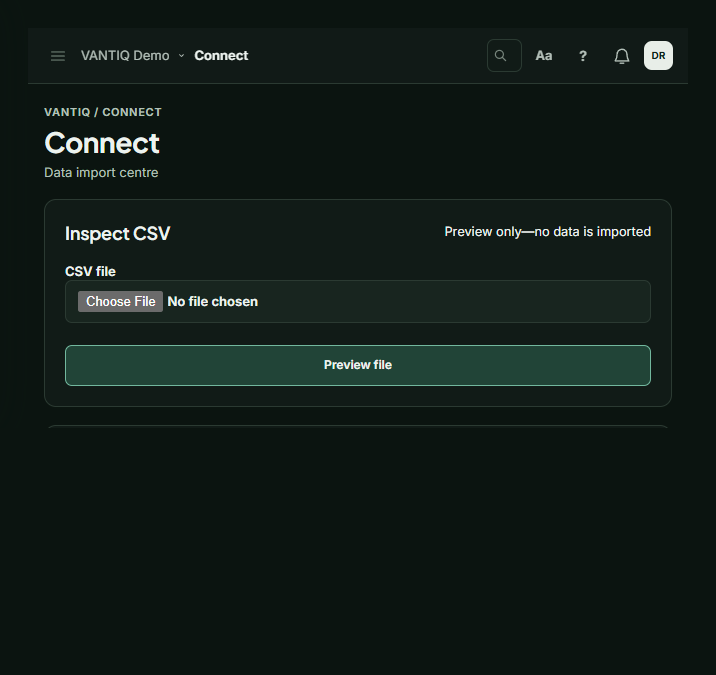 VANTIQ Demo Connect Aa ? DR
VANTIQ / CONNECT
Connect
Data import centre
Inspect CSV Preview only—no data is imported
CSV file
Choose File No file chosen
Preview file